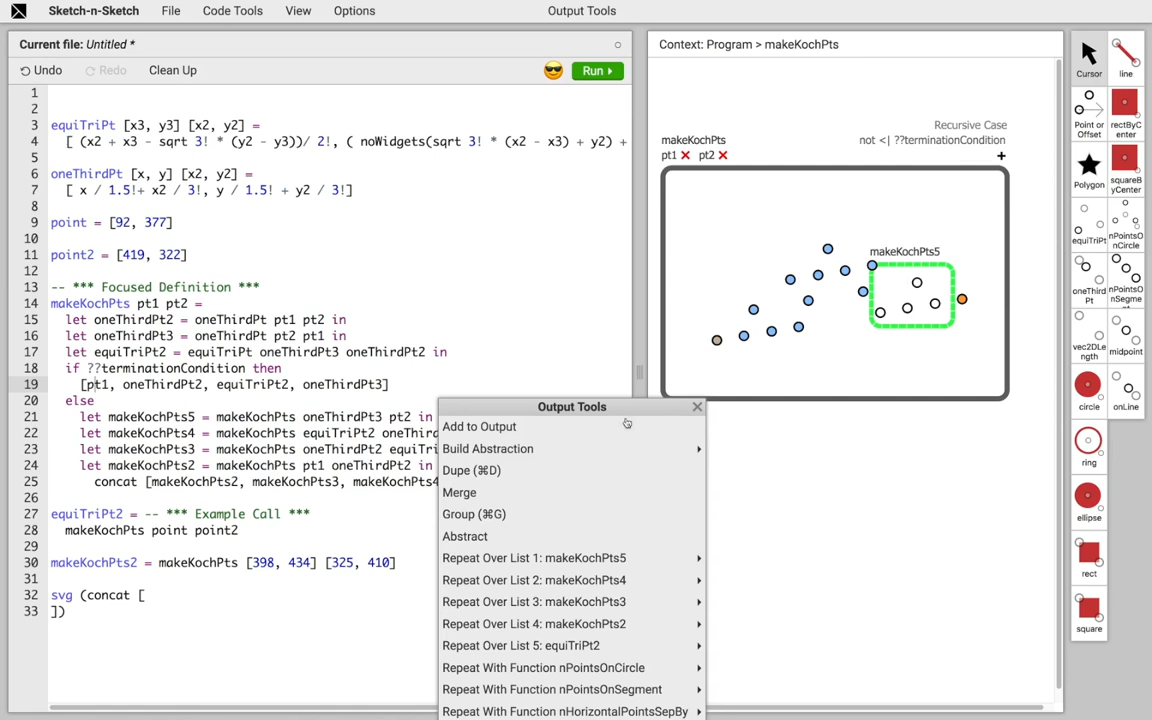 Sketch-n-Sketch File Code Tools View Options Output Tools
Current file: Untitled *
Undo Redo Clean Up Run
Context: Program > makeKochPts
1
2
3 equiTriPt [x3, y3] [x2, y2] =
4 [ (x2 + x3 - sqrt 3! * (y2 - y3))/ 2!, ( noWidgets(sqrt 3! * (x2 - x3) + y2) +
5
6 oneThirdPt [x, y] [x2, y2] =
7 [ x / 1.5!+ x2 / 3!, y / 1.5! + y2 / 3!]
8
9 point = [92, 377]
10
11 point2 = [419, 322]
12
13 -- *** Focused Definition ***
14 makeKochPts pt1 pt2 =
15 let oneThirdPt2 = oneThirdPt pt1 pt2 in
16 let oneThirdPt3 = oneThirdPt pt2 pt1 in
17 let equiTriPt2 = equiTriPt oneThirdPt3 oneThirdPt2 in
18 if ??terminationCondition then
19 [pt1, oneThirdPt2, equiTriPt2, oneThirdPt3]
20 else
21 let makeKochPts5 = makeKochPts oneThirdPt3 pt2 in
22 let makeKochPts4 = makeKochPts equiTriPt2 oneThird
23 let makeKochPts3 = makeKochPts oneThirdPt2 equiTri
24 let makeKochPts2 = makeKochPts pt1 oneThirdPt2 in
25 concat [makeKochPts2, makeKochPts3, makeKochPts4
26
27 equiTriPt2 = -- *** Example Call ***
28 makeKochPts point point2
29
30 makeKochPts2 = makeKochPts [398, 434] [325, 410]
31
32 svg (concat [
33 ])
Recursive Case
makeKochPts not <| ??terminationCondition
pt1 pt2 +
makeKochPts5
Output Tools
Add to Output
Build Abstraction
Dupe (⌘D)
Merge
Group (⌘G)
Abstract
Repeat Over List 1: makeKochPts5
Repeat Over List 2: makeKochPts4
Repeat Over List 3: makeKochPts3
Repeat Over List 4: makeKochPts2
Repeat Over List 5: equiTriPt2
Repeat With Function nPointsOnCircle
Repeat With Function nPointsOnSegment
Repeat With Function nHorizontalPointsSepBy
Cursor
line
Point or Offset
rectByCenter
Polygon
squareByCenter
equiTriPt
nPointsOnCircle
oneThirdPt
nPointsOnSegme
vec2DLength
midpoint
circle
onLine
ring
ellipse
rect
square